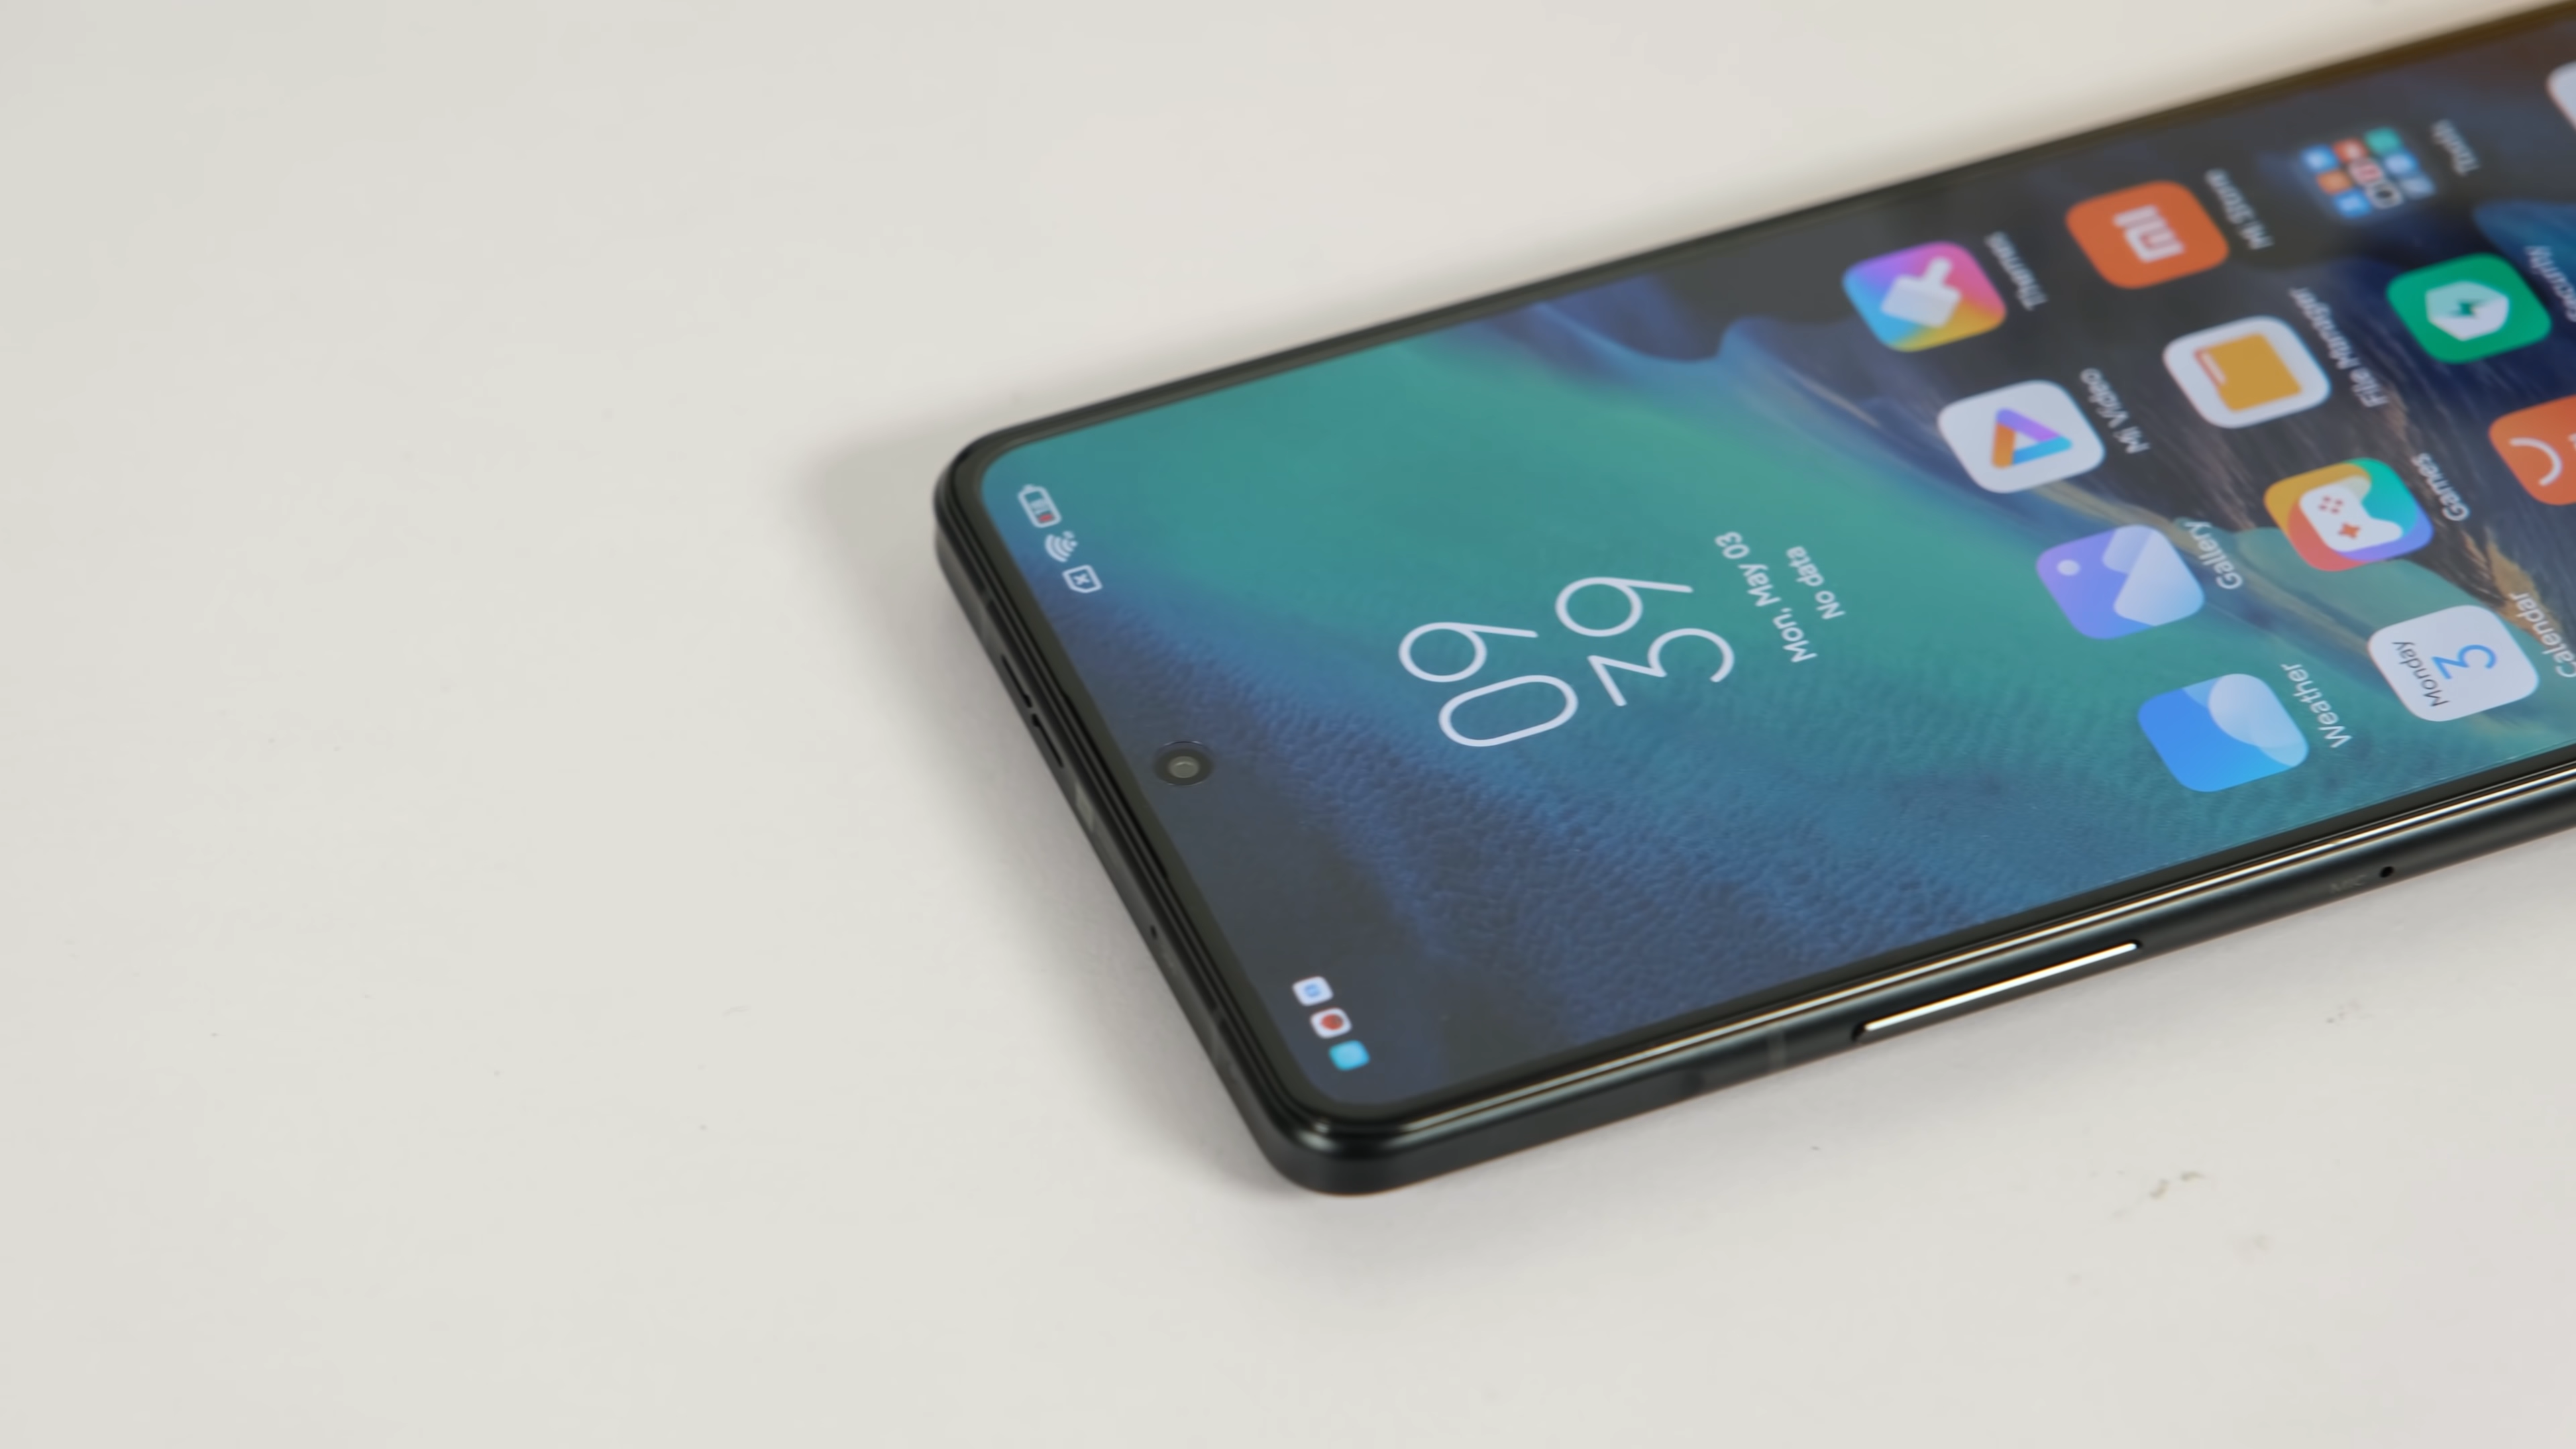 09
39
Mon, May 03
No data
Weather
Gallery
Mi Video
Themes
Monday
3
Calendar
Games
File Manager
Mi Store
Security
Tools